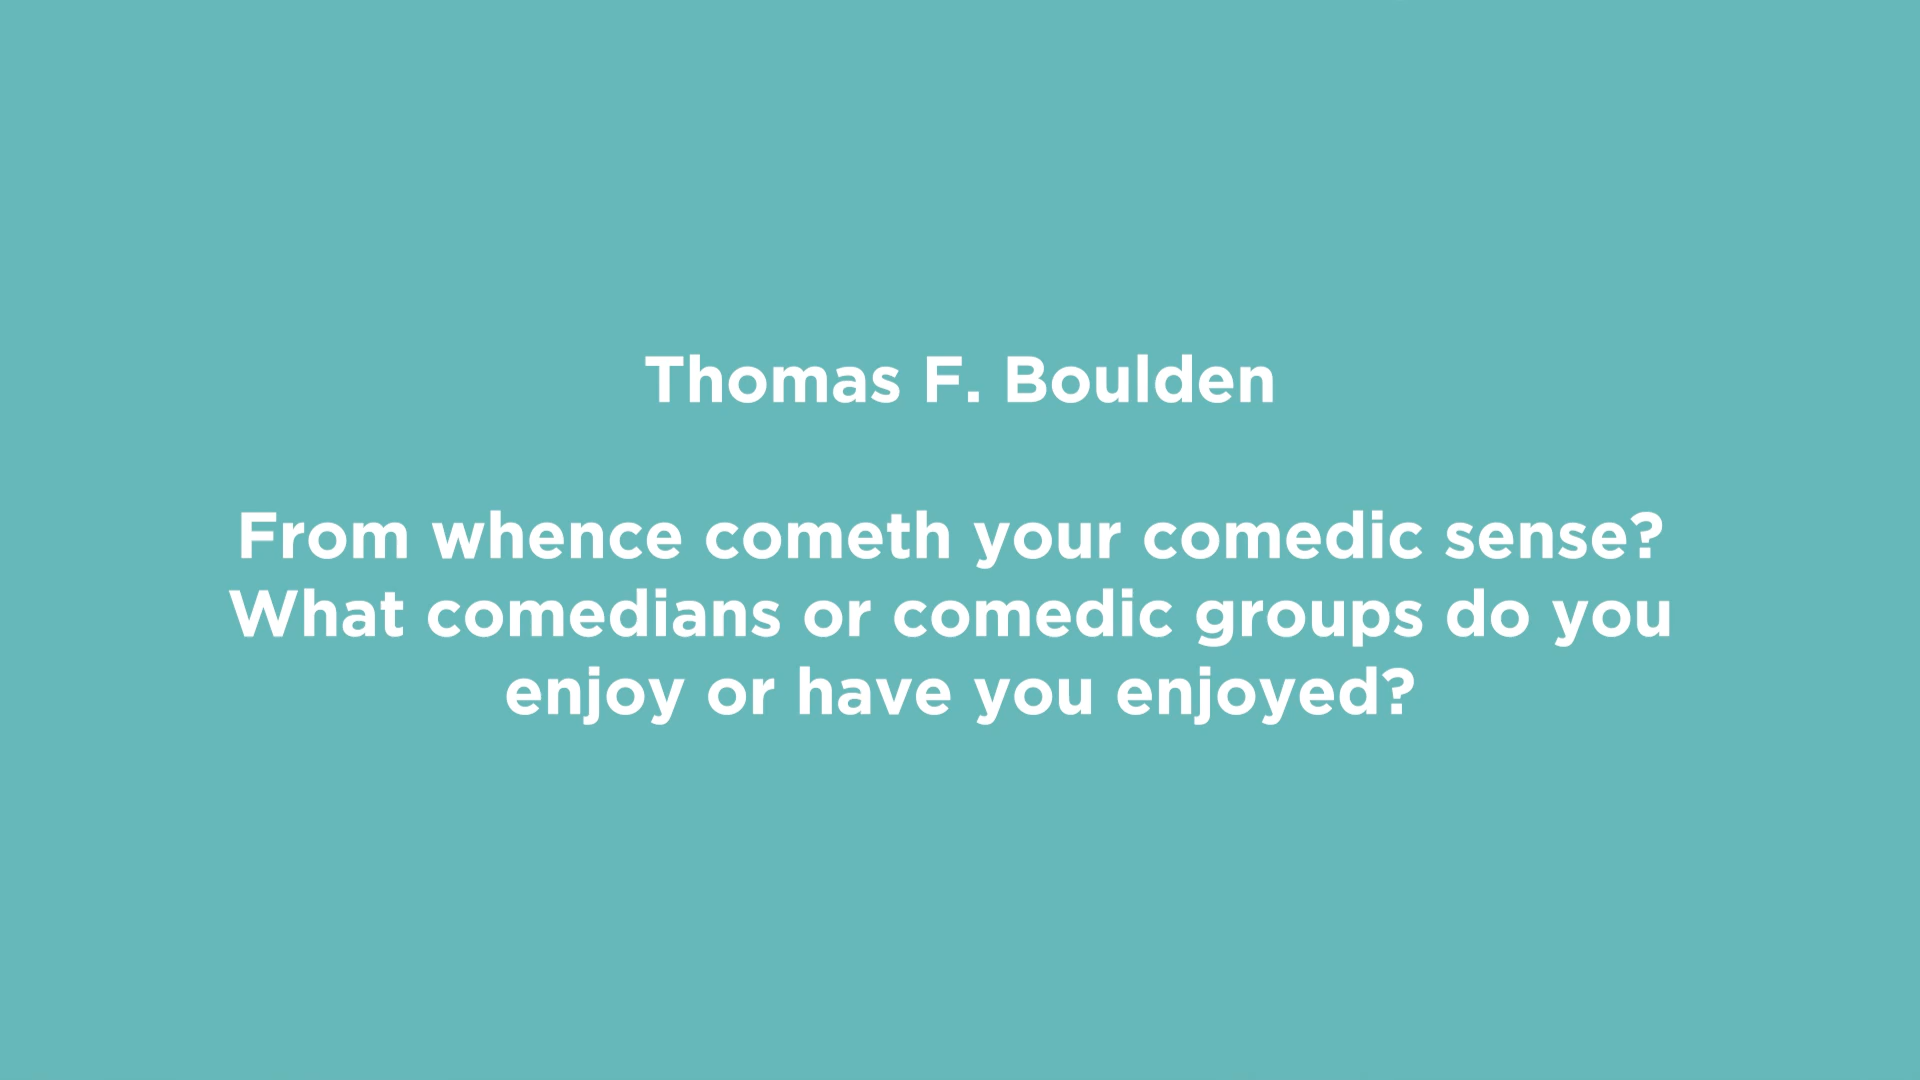 Thomas F. Boulden
From whence cometh your comedic sense?
What comedians or comedic groups do you
enjoy or have you enjoyed?